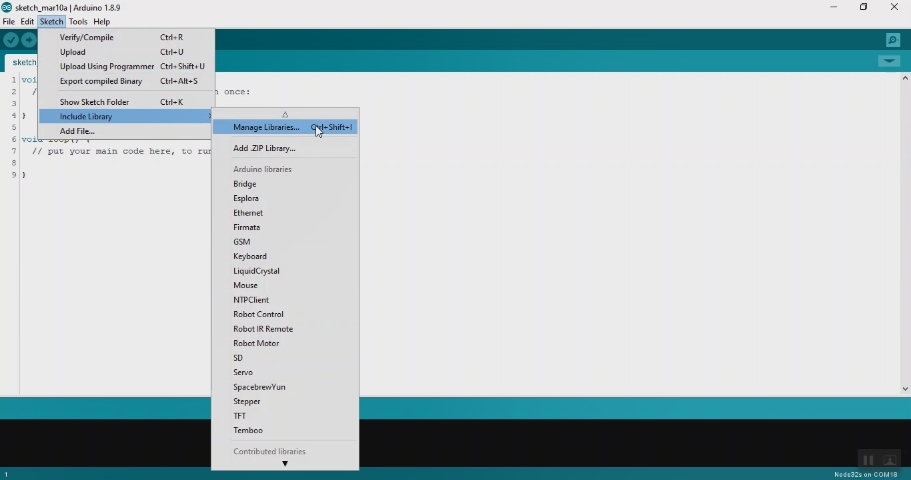 sketch_mar10a | Arduino 1.8.9
File Edit Sketch Tools Help
sketch
Verify/Compile Ctrl+R
Upload Ctrl+U
Upload Using Programmer Ctrl+Shift+U
Export compiled Binary Ctrl+Alt+S
Show Sketch Folder Ctrl+K
Include Library
Add File...
Manage Libraries... Ctrl+Shift+I
Add .ZIP Library...
Arduino libraries
Bridge
Esplora
Ethernet
Firmata
GSM
Keyboard
LiquidCrystal
Mouse
NTPClient
Robot Control
Robot IR Remote
Robot Motor
SD
Servo
SpacebrewYun
Stepper
TFT
Temboo
Contributed libraries
1 voi
2 / once:
3
4 }
5
6 void loop() {
7 // put your main code here, to ru
8
9 }
1
Node32s on COM18